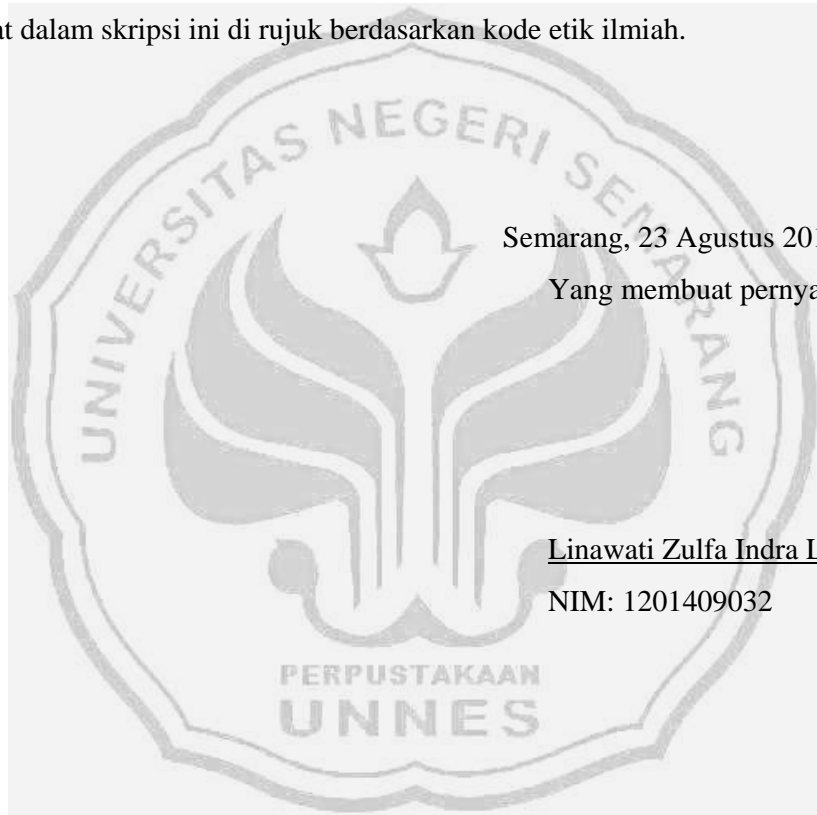 at dalam skripsi ini di rujuk berdasarkan kode etik ilmiah.
UNIVERSITAS NEGERI SEMARANG
Semarang, 23 Agustus 201
Yang membuat pernya
Linawati Zulfa Indra L
NIM: 1201409032
PERPUSTAKAAN
UNNES